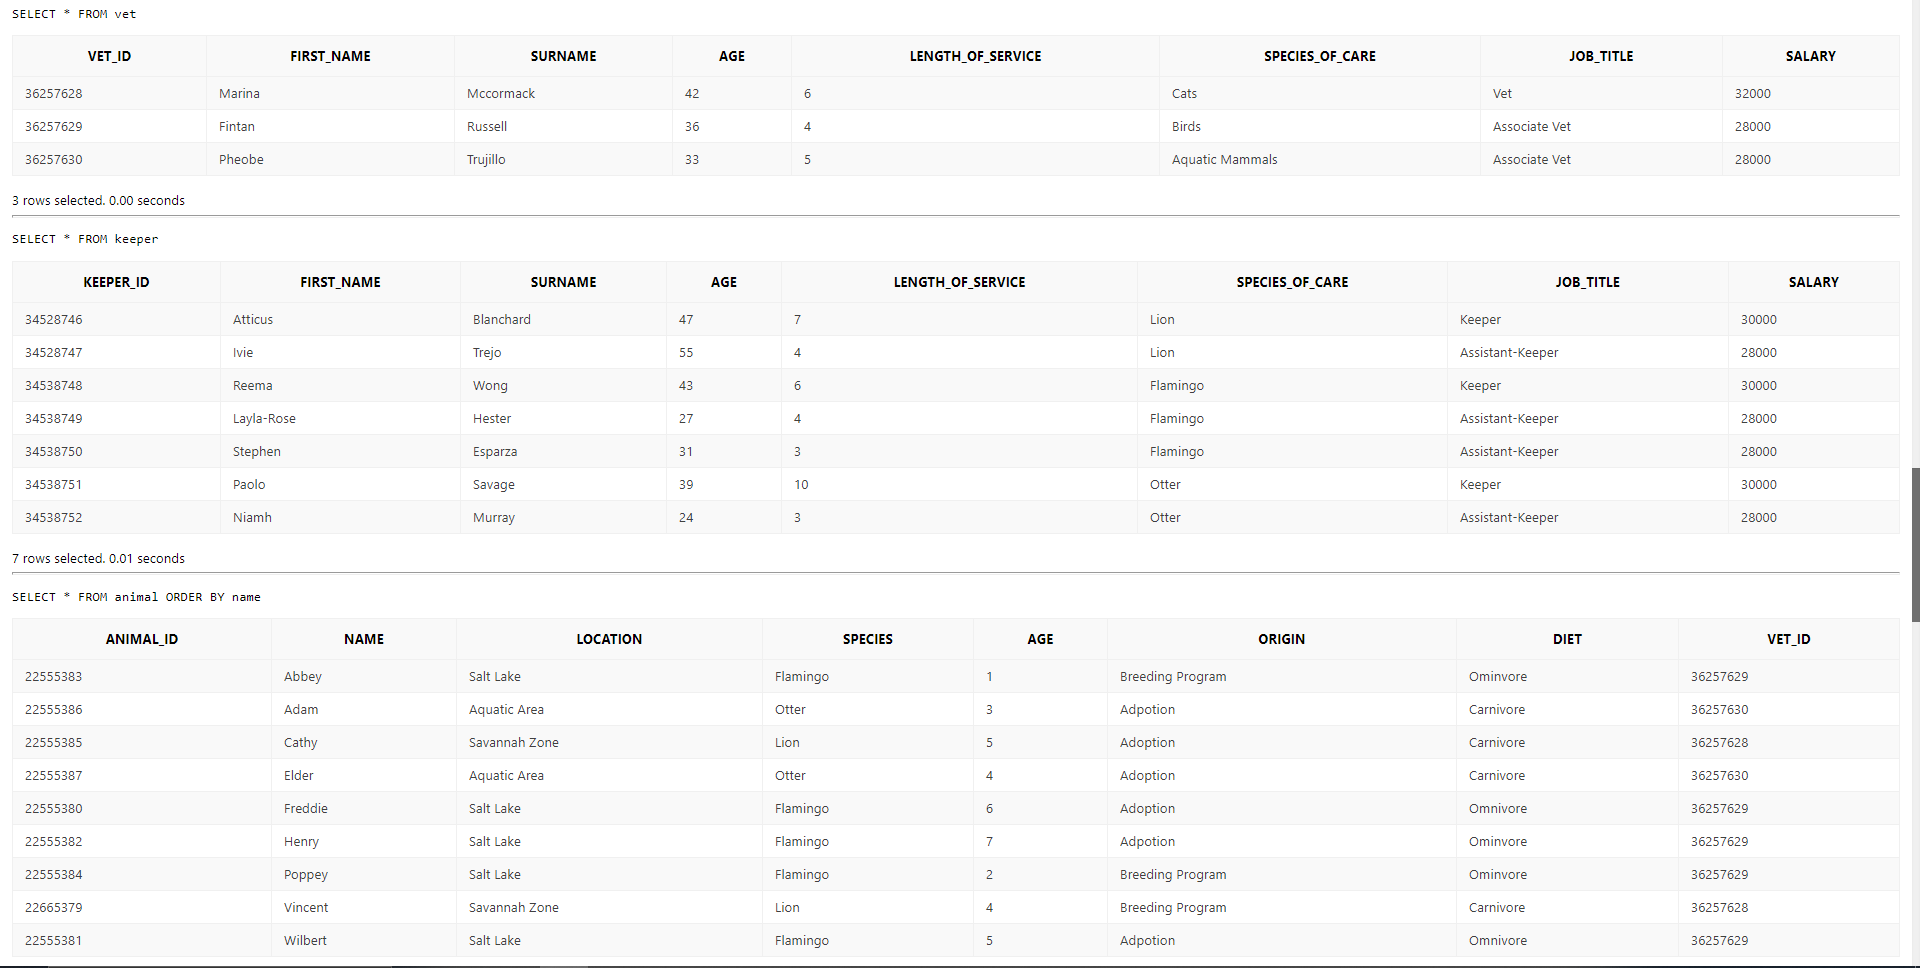 SELECT * FROM vet
VET_ID FIRST_NAME SURNAME AGE LENGTH_OF_SERVICE SPECIES_OF_CARE JOB_TITLE SALARY
36257628 Marina Mccormack 42 6 Cats Vet 32000
36257629 Fintan Russell 36 4 Birds Associate Vet 28000
36257630 Pheobe Trujillo 33 5 Aquatic Mammals Associate Vet 28000
3 rows selected. 0.00 seconds
SELECT * FROM keeper
KEEPER_ID FIRST_NAME SURNAME AGE LENGTH_OF_SERVICE SPECIES_OF_CARE JOB_TITLE SALARY
34528746 Atticus Blanchard 47 7 Lion Keeper 30000
34528747 Ivie Trejo 55 4 Lion Assistant-Keeper 28000
34538748 Reema Wong 43 6 Flamingo Keeper 30000
34538749 Layla-Rose Hester 27 4 Flamingo Assistant-Keeper 28000
34538750 Stephen Esparza 31 3 Flamingo Assistant-Keeper 28000
34538751 Paolo Savage 39 10 Otter Keeper 30000
34538752 Niamh Murray 24 3 Otter Assistant-Keeper 28000
7 rows selected. 0.01 seconds
SELECT * FROM animal ORDER BY name
ANIMAL_ID NAME LOCATION SPECIES AGE ORIGIN DIET VET_ID
22555383 Abbey Salt Lake Flamingo 1 Breeding Program Ominvore 36257629
22555386 Adam Aquatic Area Otter 3 Adpotion Carnivore 36257630
22555385 Cathy Savannah Zone Lion 5 Adoption Carnivore 36257628
22555387 Elder Aquatic Area Otter 4 Adoption Carnivore 36257630
22555380 Freddie Salt Lake Flamingo 6 Adoption Omnivore 36257629
22555382 Henry Salt Lake Flamingo 7 Adpotion Ominvore 36257629
22555384 Poppey Salt Lake Flamingo 2 Breeding Program Ominvore 36257629
22665379 Vincent Savannah Zone Lion 4 Breeding Program Carnivore 36257628
22555381 Wilbert Salt Lake Flamingo 5 Adpotion Omnivore 36257629